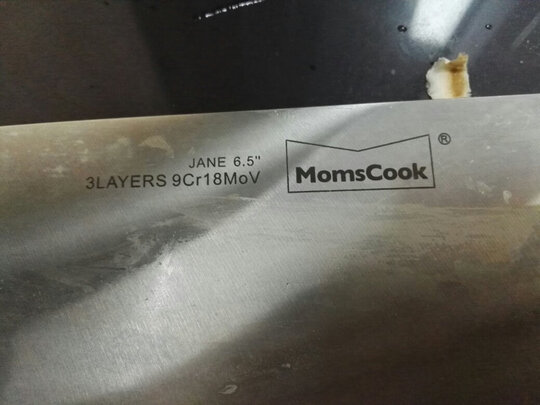 JANE 6.5"
3LAYERS 9Cr18MoV
MomsCook®